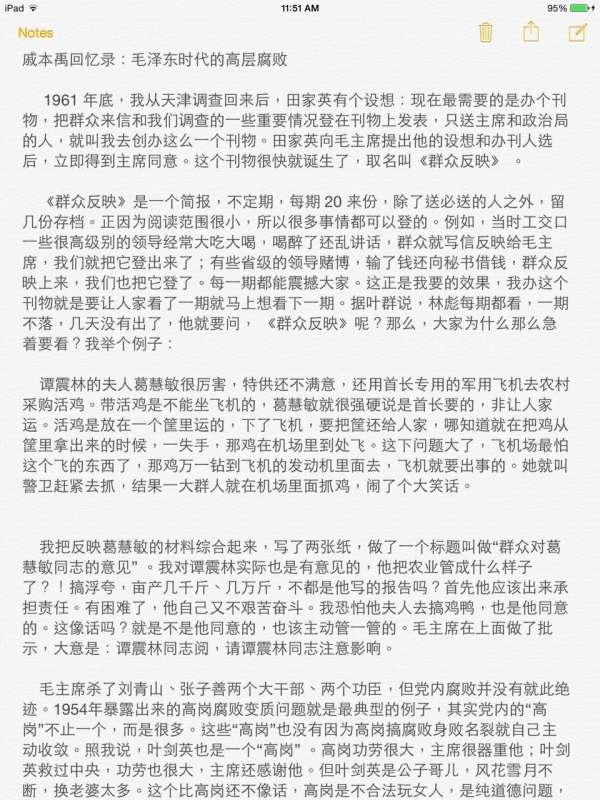 iPad 11:51 AM 95%
Notes
戚本禹回忆录：毛泽东时代的高层腐败
1961 年底，我从天津调查回来后，田家英有个设想：现在最需要的是办个刊
物，把群众来信和我们调查的一些重要情况登在刊物上发表，只送主席和政治局
的人，就叫我去创办这么一个刊物。田家英向毛主席提出他的设想和办刊人选
后，立即得到主席同意。这个刊物很快就诞生了，取名叫《群众反映》 。
《群众反映》是一个简报，不定期，每期 20 来份，除了送必送的人之外，留
几份存档。正因为阅读范围很小，所以很多事情都可以登的。例如，当时工交口
一些很高级别的领导经常大吃大喝，喝醉了还乱讲话，群众就写信反映给毛主
席，我们就把它登出来了；有些省级的领导赌博，输了钱还向秘书借钱，群众反
映上来，我们也把它登了。每一期都能震撼大家。这正是我要的效果，我办这个
刊物就是要让人家看了一期就马上想看下一期。据叶群说，林彪每期都看，一期
不落，几天没有出了，他就要问， 《群众反映》呢？那么，大家为什么那么急
着要看？我举个例子：
谭震林的夫人葛慧敏很厉害，特供还不满意，还用首长专用的军用飞机去农村
采购活鸡。带活鸡是不能坐飞机的，葛慧敏就很强硬说是首长要的，非让人家
运。活鸡是放在一个筐里运的，下了飞机，要把筐还给人家，哪知道就在把鸡从
筐里拿出来的时候，一失手，那鸡在机场里到处飞。这下问题大了，飞机场最怕
这个飞的东西了，那鸡万一钻到飞机的发动机里面去，飞机就要出事的。她就叫
警卫赶紧去抓，结果一大群人就在机场里面抓鸡，闹了个大笑话。
我把反映葛慧敏的材料综合起来，写了两张纸，做了一个标题叫做“群众对葛
慧敏同志的意见” 。我对谭震林实际也是有意见的，他把农业管成什么样子
了？！搞浮夸，亩产几千斤、几万斤，不都是他写的报告吗？首先他应该出来承
担责任。有困难了，他自己又不艰苦奋斗。我恐怕他夫人去搞鸡鸭，也是他同意
的。这像话吗？就是不是他同意的，也该主动管一管的。毛主席在上面做了批
示，大意是：谭震林同志阅，请谭震林同志注意影响。
毛主席杀了刘青山、张子善两个大干部、两个功臣，但党内腐败并没有就此绝
迹。1954年暴露出来的高岗腐败变质问题就是最典型的例子，其实党内的“高
岗”不止一个，而是很多。这些“高岗”也没有因为高岗搞腐败身败名裂就自己主
动收敛。照我说，叶剑英也是一个“高岗” 。高岗功劳很大，主席很器重他；叶剑
英救过中央，功劳也很大，主席还感谢他。但叶剑英是公子哥儿，风花雪月不
断，换老婆太多。这个比高岗还不像话，高岗是不合法玩女人，是纯道德问题，